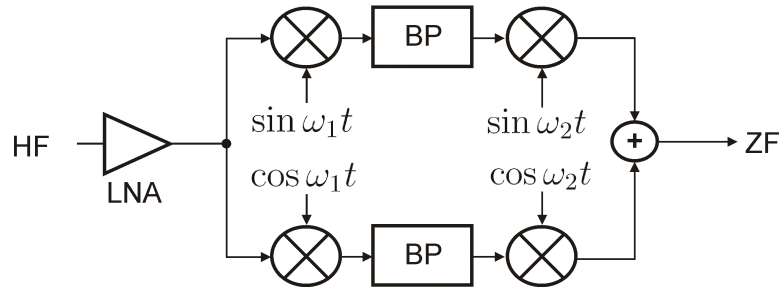 BP
sin ω₁t
sin ω₂t
HF
LNA
+
ZF
cos ω₁t
cos ω₂t
BP